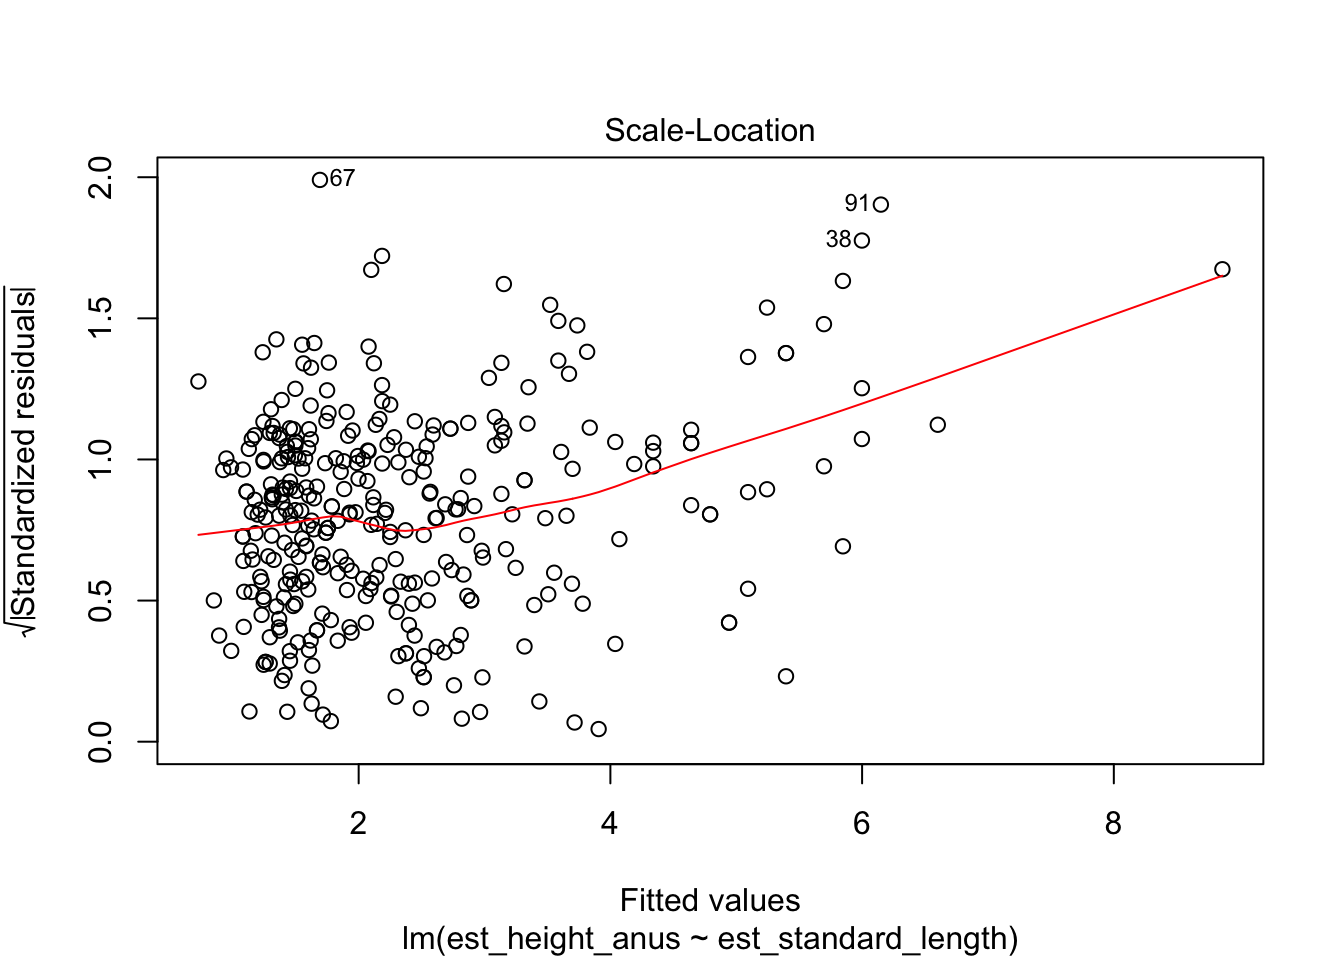 Scale-Location
√|Standardized residuals|
2.0
1.5
1.0
0.5
0.0
67
91
38
2 4 6 8
Fitted values
lm(est_height_anus ~ est_standard_length)